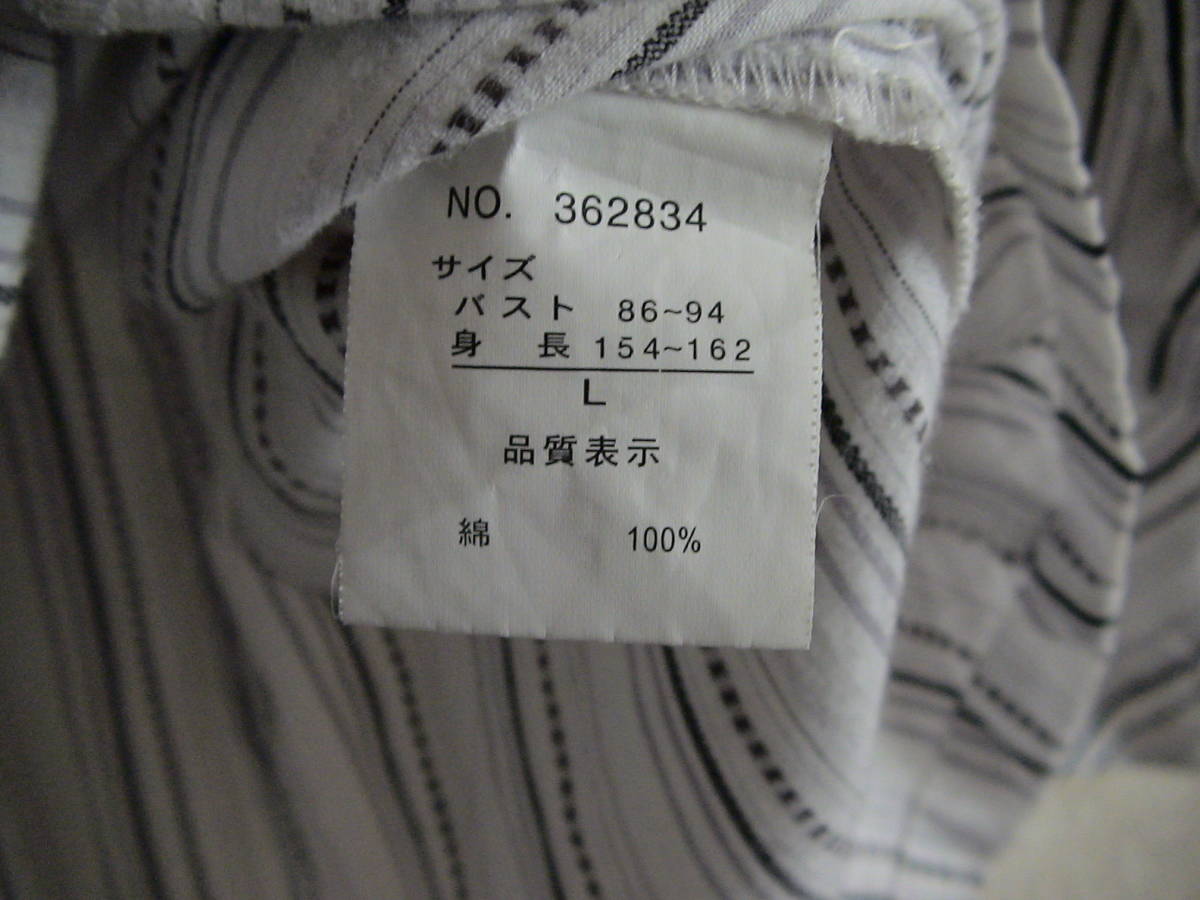 NO. 362834
サイズ
バスト 86~94
身 長 154~162
L
品質表示
綿 100%